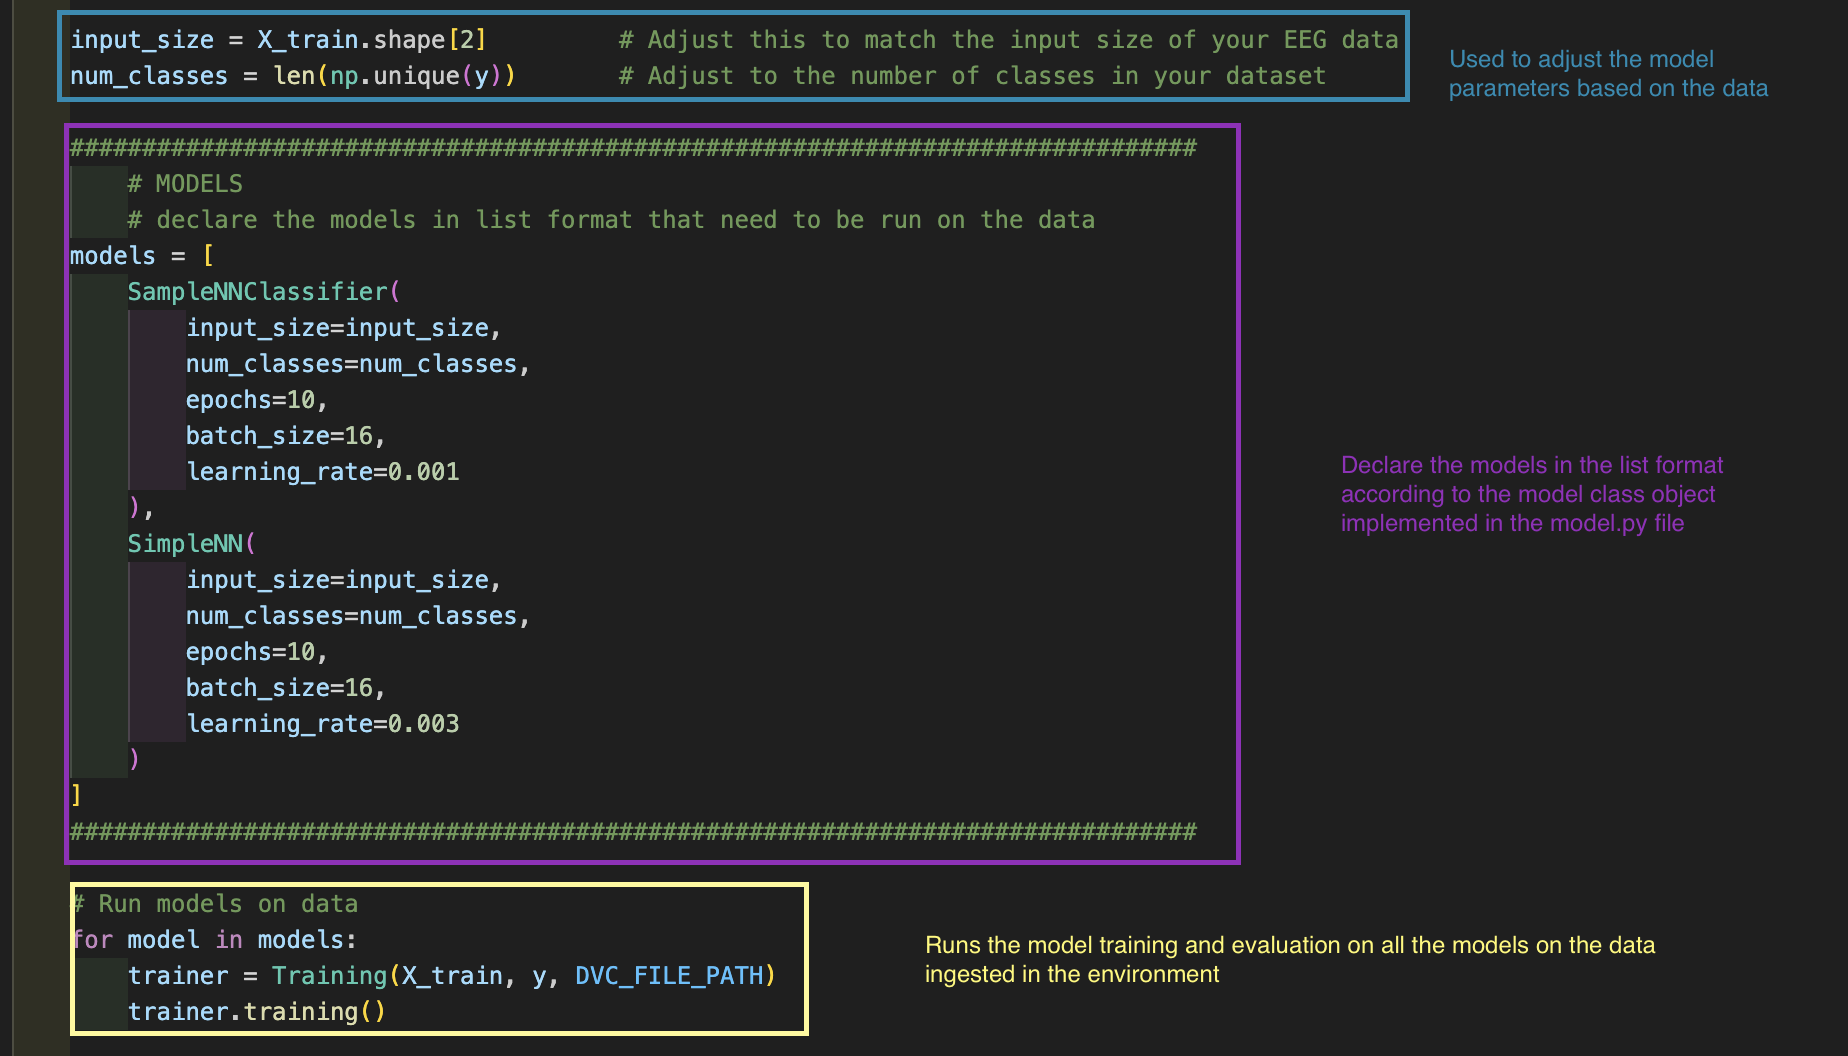 input_size = X_train.shape[2]         # Adjust this to match the input size of your EEG data
num_classes = len(np.unique(y))       # Adjust to the number of classes in your dataset
Used to adjust the model
parameters based on the data
##############################################################################
    # MODELS
    # declare the models in list format that need to be run on the data
models = [
    SampleNNClassifier(
        input_size=input_size,
        num_classes=num_classes,
        epochs=10,
        batch_size=16,
        learning_rate=0.001
    ),
    SimpleNN(
        input_size=input_size,
        num_classes=num_classes,
        epochs=10,
        batch_size=16,
        learning_rate=0.003
    )
]
##############################################################################
Declare the models in the list format
according to the model class object
implemented in the model.py file
# Run models on data
for model in models:
    trainer = Training(X_train, y, DVC_FILE_PATH)
    trainer.training()
Runs the model training and evaluation on all the models on the data
ingested in the environment